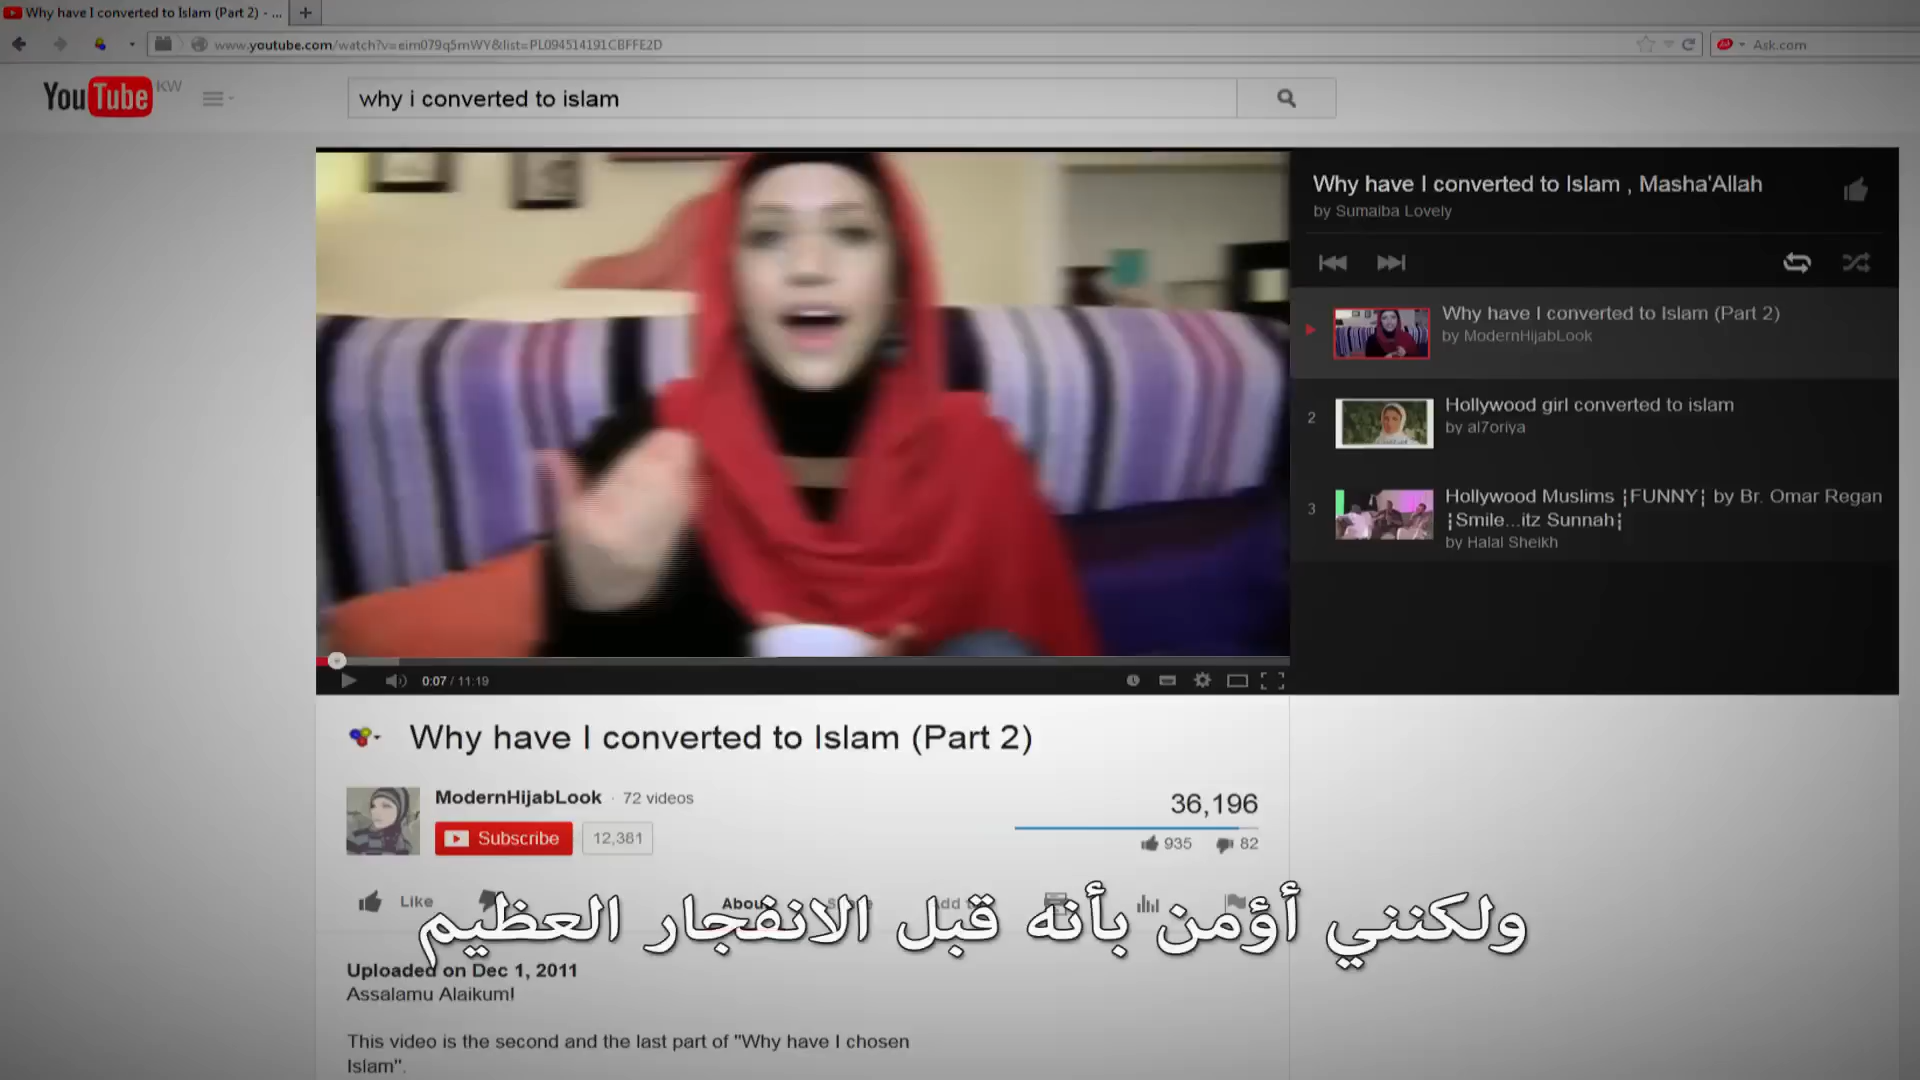 Why have I converted to Islam (Part 2) - ...
www.youtube.com/watch?v=eim079q5mWY&list=PL094514191CBFFE2D
Ask.com
YouTube KW
why i converted to islam
Why have I converted to Islam , Masha'Allah
by Sumaiba Lovely
Why have I converted to Islam (Part 2)
by ModernHijabLook
2
Hollywood girl converted to islam
by al7oriya
3
Hollywood Muslims ¦FUNNY¦ by Br. Omar Regan
¦Smile...itz Sunnah¦
by Halal Sheikh
0:07 / 11:19
Why have I converted to Islam (Part 2)
ModernHijabLook · 72 videos
Subscribe 12,381
36,196
935 82
Like About Add to
ولكنني أؤمن بأنه قبل الانفجار العظيم
Uploaded on Dec 1, 2011
Assalamu Alaikum!
This video is the second and the last part of "Why have I chosen
Islam".